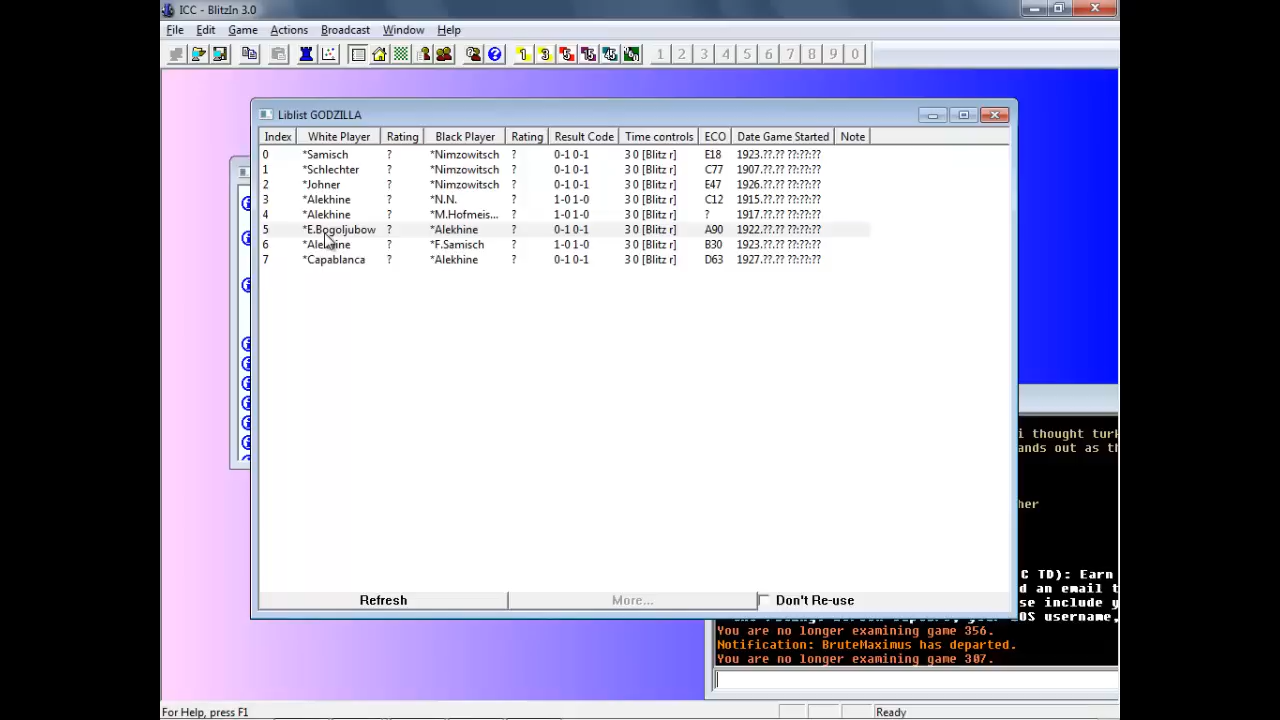 ICC - BlitzIn 3.0
File Edit Game Actions Broadcast Window Help
1 3 5 15 45
1 2 3 4 5 6 7 8 9 0
Liblist GODZILLA
Index White Player Rating Black Player Rating Result Code Time controls ECO Date Game Started Note
0 *Samisch ? *Nimzowitsch ? 0-1 0-1 3 0 [Blitz r] E18 1923.??.?? ??:??:??
1 *Schlechter ? *Nimzowitsch ? 0-1 0-1 3 0 [Blitz r] C77 1907.??.?? ??:??:??
2 *Johner ? *Nimzowitsch ? 0-1 0-1 3 0 [Blitz r] E47 1926.??.?? ??:??:??
3 *Alekhine ? *N.N. ? 1-0 1-0 3 0 [Blitz r] C12 1915.??.?? ??:??:??
4 *Alekhine ? *M.Hofmeis... ? 1-0 1-0 3 0 [Blitz r] ? 1917.??.?? ??:??:??
5 *E.Bogoljubow ? *Alekhine ? 0-1 0-1 3 0 [Blitz r] A90 1922.??.?? ??:??:??
6 *Alekhine ? *F.Samisch ? 1-0 1-0 3 0 [Blitz r] B30 1923.??.?? ??:??:??
7 *Capablanca ? *Alekhine ? 0-1 0-1 3 0 [Blitz r] D63 1927.??.?? ??:??:??
i thought turk
ands out as th
her
C TD): Earn
d an email t
se include y
OS username,
Refresh More... Don't Re-use
You are no longer examining game 356.
Notification: BruteMaximus has departed.
You are no longer examining game 307.
For Help, press F1 Ready